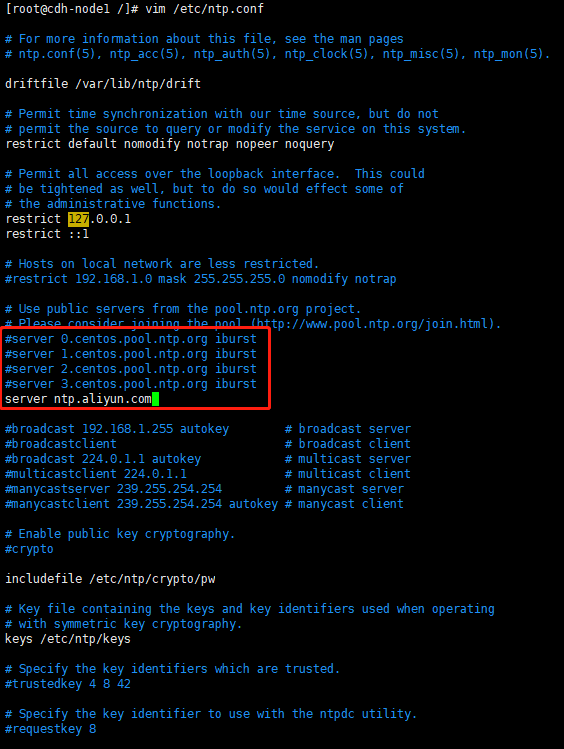 [root@cdh-node1 /]# vim /etc/ntp.conf
# For more information about this file, see the man pages
# ntp.conf(5), ntp_acc(5), ntp_auth(5), ntp_clock(5), ntp_misc(5), ntp_mon(5).
driftfile /var/lib/ntp/drift
# Permit time synchronization with our time source, but do not
# permit the source to query or modify the service on this system.
restrict default nomodify notrap nopeer noquery
# Permit all access over the loopback interface.  This could
# be tightened as well, but to do so would effect some of
# the administrative functions.
restrict 127.0.0.1
restrict ::1
# Hosts on local network are less restricted.
#restrict 192.168.1.0 mask 255.255.255.0 nomodify notrap
# Use public servers from the pool.ntp.org project.
# Please consider joining the pool (http://www.pool.ntp.org/join.html).
#server 0.centos.pool.ntp.org iburst
#server 1.centos.pool.ntp.org iburst
#server 2.centos.pool.ntp.org iburst
#server 3.centos.pool.ntp.org iburst
server ntp.aliyun.com
#broadcast 192.168.1.255 autokey        # broadcast server
#broadcastclient                        # broadcast client
#broadcast 224.0.1.1 autokey            # multicast server
#multicastclient 224.0.1.1              # multicast client
#manycastserver 239.255.254.254         # manycast server
#manycastclient 239.255.254.254 autokey # manycast client
# Enable public key cryptography.
#crypto
includefile /etc/ntp/crypto/pw
# Key file containing the keys and key identifiers used when operating
# with symmetric key cryptography.
keys /etc/ntp/keys
# Specify the key identifiers which are trusted.
#trustedkey 4 8 42
# Specify the key identifier to use with the ntpdc utility.
#requestkey 8